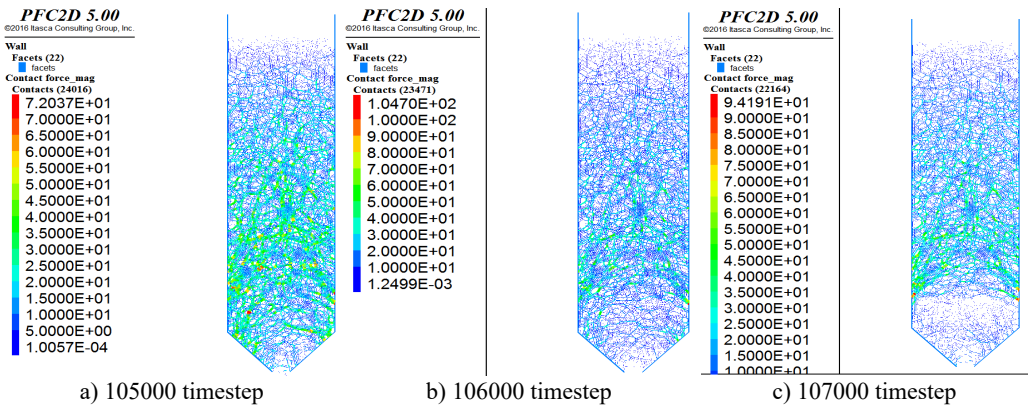 PFC2D 5.00
©2016 Itasca Consulting Group, Inc.
Wall
Facets (22)
facets
Contact force_mag
Contacts (24016)
7.2037E+01
7.0000E+01
6.5000E+01
6.0000E+01
5.5000E+01
5.0000E+01
4.5000E+01
4.0000E+01
3.5000E+01
3.0000E+01
2.5000E+01
2.0000E+01
1.5000E+01
1.0000E+01
5.0000E+00
1.0057E-04
a) 105000 timestep
PFC2D 5.00
©2016 Itasca Consulting Group, Inc.
Wall
Facets (22)
facets
Contact force_mag
Contacts (23471)
1.0470E+02
1.0000E+02
9.0000E+01
8.0000E+01
7.0000E+01
6.0000E+01
5.0000E+01
4.0000E+01
3.0000E+01
2.0000E+01
1.0000E+01
1.2499E-03
b) 106000 timestep
PFC2D 5.00
©2016 Itasca Consulting Group, Inc.
Wall
Facets (22)
facets
Contact force_mag
Contacts (22164)
9.4191E+01
9.0000E+01
8.5000E+01
8.0000E+01
7.5000E+01
7.0000E+01
6.5000E+01
6.0000E+01
5.5000E+01
5.0000E+01
4.5000E+01
4.0000E+01
3.5000E+01
3.0000E+01
2.5000E+01
2.0000E+01
1.5000E+01
1.0000E+01
c) 107000 timestep